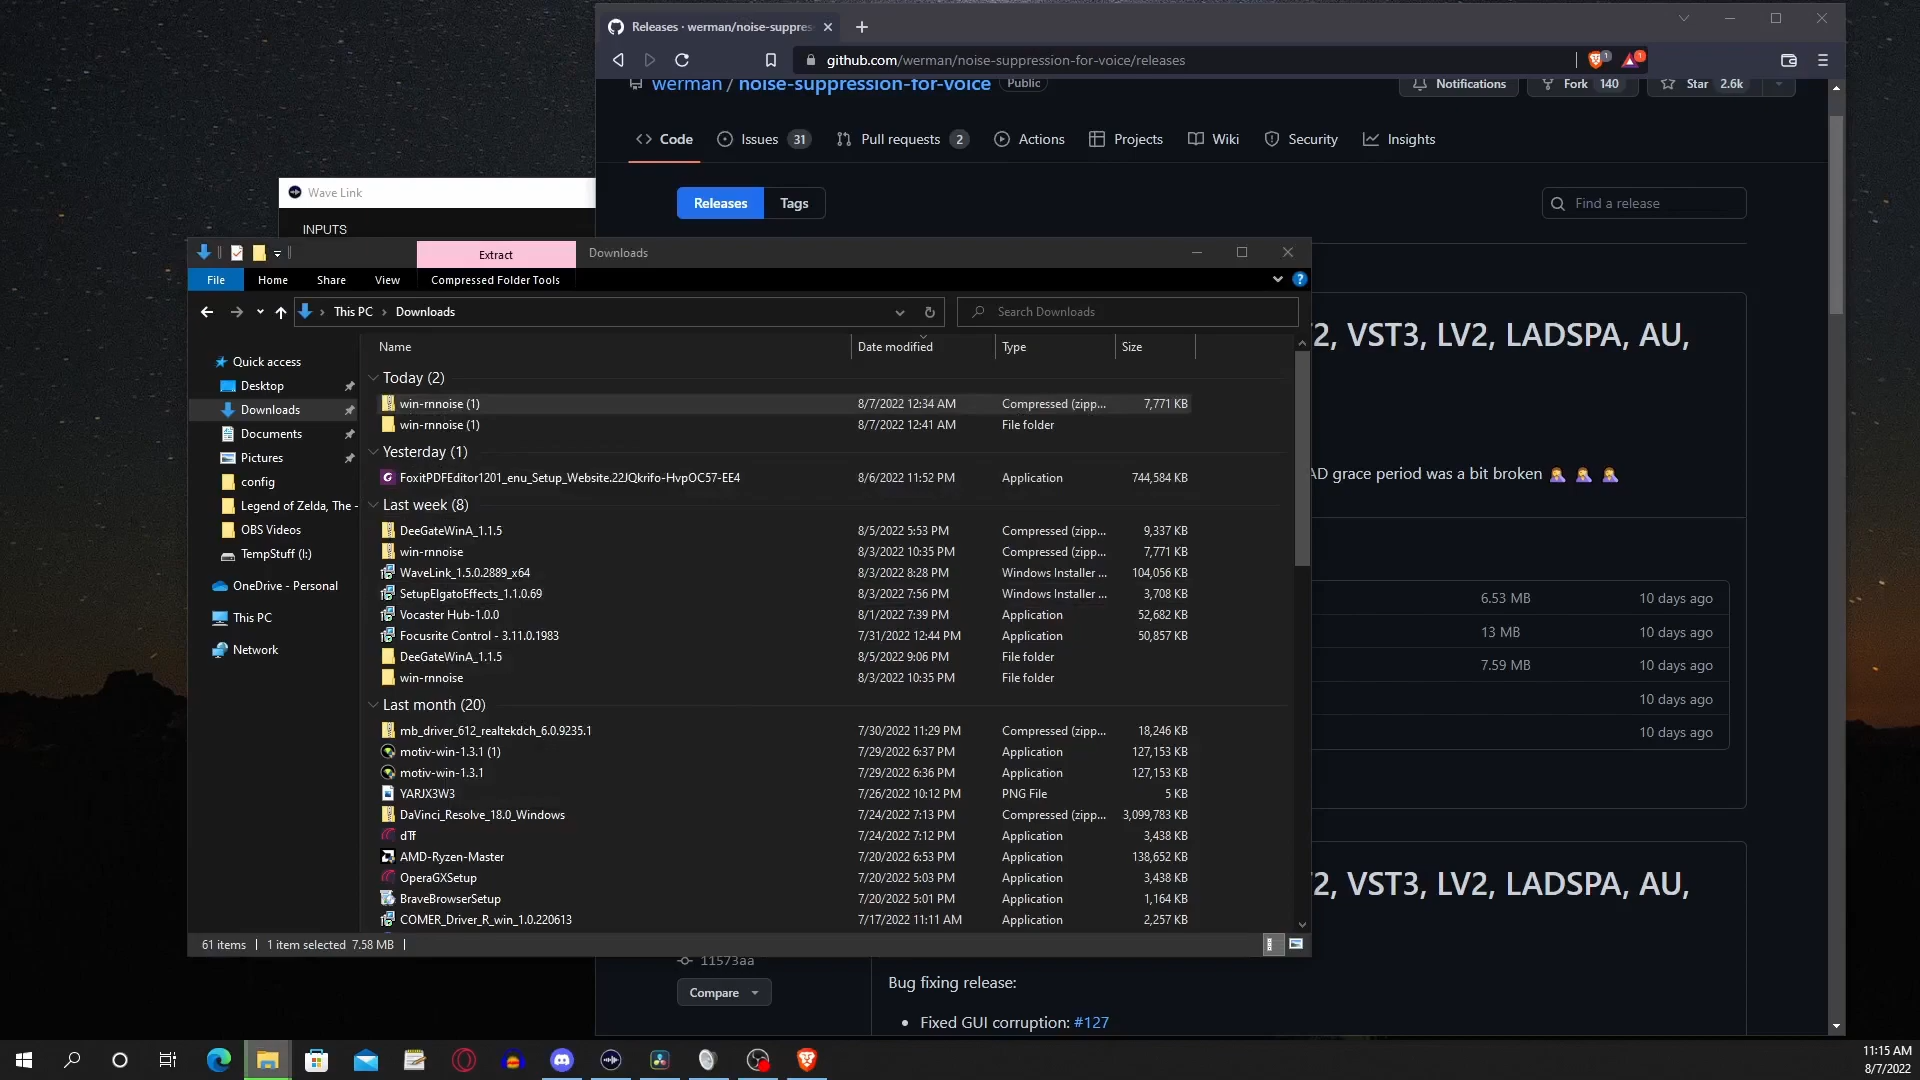 Releases · werman/noise-suppres
github.com/werman/noise-suppression-for-voice/releases
1
1
werman / noise-suppression-for-voice
Public
Notifications
Fork 140
Star 2.6k
Code
Issues 31
Pull requests 2
Actions
Projects
Wiki
Security
Insights
Releases
Tags
Find a release
Wave Link
INPUTS
Extract
Downloads
File
Home
Share
View
Compressed Folder Tools
This PC
Downloads
Search Downloads
2, VST3, LV2, LADSPA, AU,
AD grace period was a bit broken
Name
Date modified
Type
Size
Quick access
Desktop
Downloads
Documents
Pictures
config
Legend of Zelda, The -
OBS Videos
TempStuff (I:)
OneDrive - Personal
This PC
Network
Today (2)
win-rnnoise (1) 8/7/2022 12:34 AM Compressed (zipp... 7,771 KB
win-rnnoise (1) 8/7/2022 12:41 AM File folder
Yesterday (1)
FoxitPDFEditor1201_enu_Setup_Website.22JQkrifo-HvpOC57-EE4 8/6/2022 11:52 PM Application 744,584 KB
Last week (8)
DeeGateWinA_1.1.5 8/5/2022 5:53 PM Compressed (zipp... 9,337 KB
win-rnnoise 8/3/2022 10:35 PM Compressed (zipp... 7,771 KB
WaveLink_1.5.0.2889_x64 8/3/2022 8:28 PM Windows Installer ... 104,056 KB
SetupElgatoEffects_1.1.0.69 8/3/2022 7:56 PM Windows Installer ... 3,708 KB
Vocaster Hub-1.0.0 8/1/2022 7:39 PM Application 52,682 KB
Focusrite Control - 3.11.0.1983 7/31/2022 12:44 PM Application 50,857 KB
DeeGateWinA_1.1.5 8/5/2022 9:06 PM File folder
win-rnnoise 8/3/2022 10:35 PM File folder
Last month (20)
mb_driver_612_realtekdch_6.0.9235.1 7/30/2022 11:29 PM Compressed (zipp... 18,246 KB
motiv-win-1.3.1 (1) 7/29/2022 6:37 PM Application 127,153 KB
motiv-win-1.3.1 7/29/2022 6:36 PM Application 127,153 KB
YARJX3W3 7/26/2022 10:12 PM PNG File 5 KB
DaVinci_Resolve_18.0_Windows 7/24/2022 7:13 PM Compressed (zipp... 3,099,783 KB
dTf 7/24/2022 7:12 PM Application 3,438 KB
AMD-Ryzen-Master 7/20/2022 6:53 PM Application 138,652 KB
OperaGXSetup 7/20/2022 5:03 PM Application 3,438 KB
BraveBrowserSetup 7/20/2022 5:01 PM Application 1,164 KB
COMER_Driver_R_win_1.0.220613 7/17/2022 11:11 AM Application 2,257 KB
61 items
1 item selected 7.58 MB
6.53 MB 10 days ago
13 MB 10 days ago
7.59 MB 10 days ago
10 days ago
10 days ago
2, VST3, LV2, LADSPA, AU,
11573aa
Compare
Bug fixing release:
• Fixed GUI corruption: #127
11:15 AM
8/7/2022